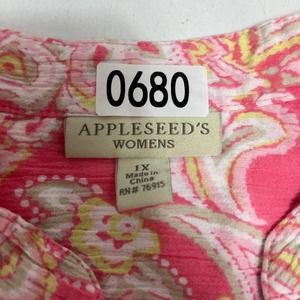 0680
APPLESEED'S
WOMENS
1X
Made in
China
RN# 76915